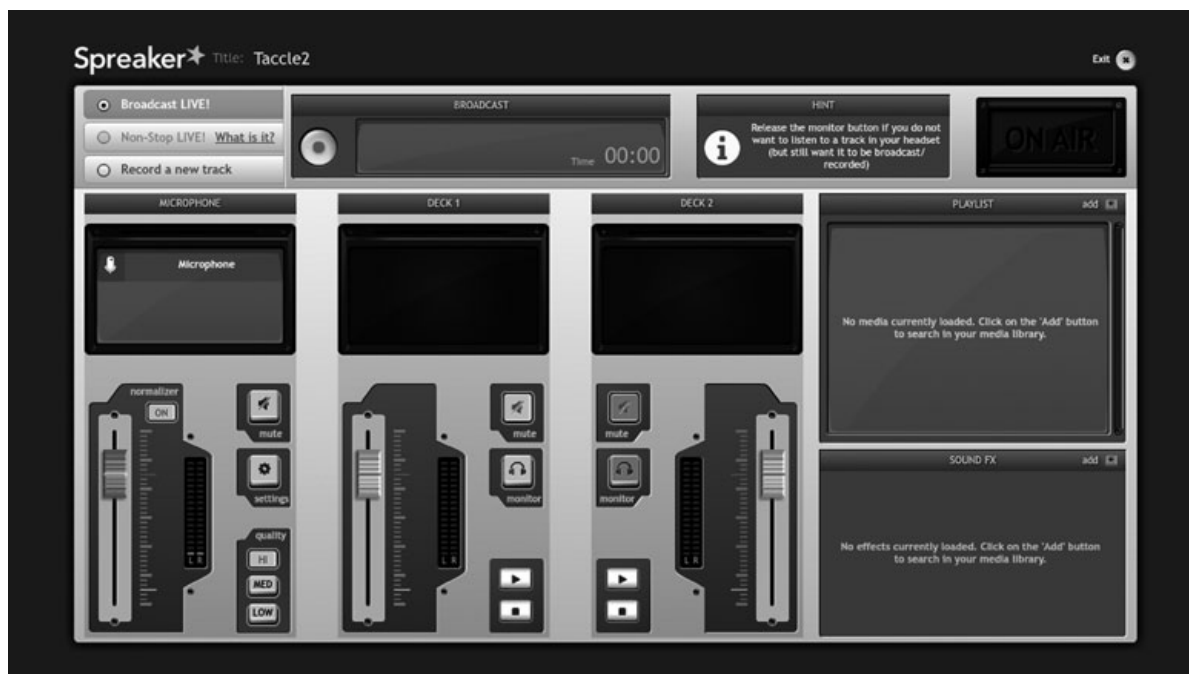 Spreaker Title: Taccle2
Exit
Broadcast LIVE!
Non-Stop LIVE! What is it?
Record a new track
BROADCAST
Time 00:00
HINT
Release the monitor button if you do not
want to listen to a track in your headset
(but still want it to be broadcast/
recorded)
ON AIR
MICROPHONE
Microphone
normalizer
ON
mute
settings
quality
HI
MED
LOW
L R
DECK 1
mute
monitor
L R
DECK 2
mute
monitor
L R
PLAYLIST add
No media currently loaded. Click on the 'Add' button
to search in your media library.
SOUND FX add
No effects currently loaded. Click on the 'Add' button
to search in your media library.